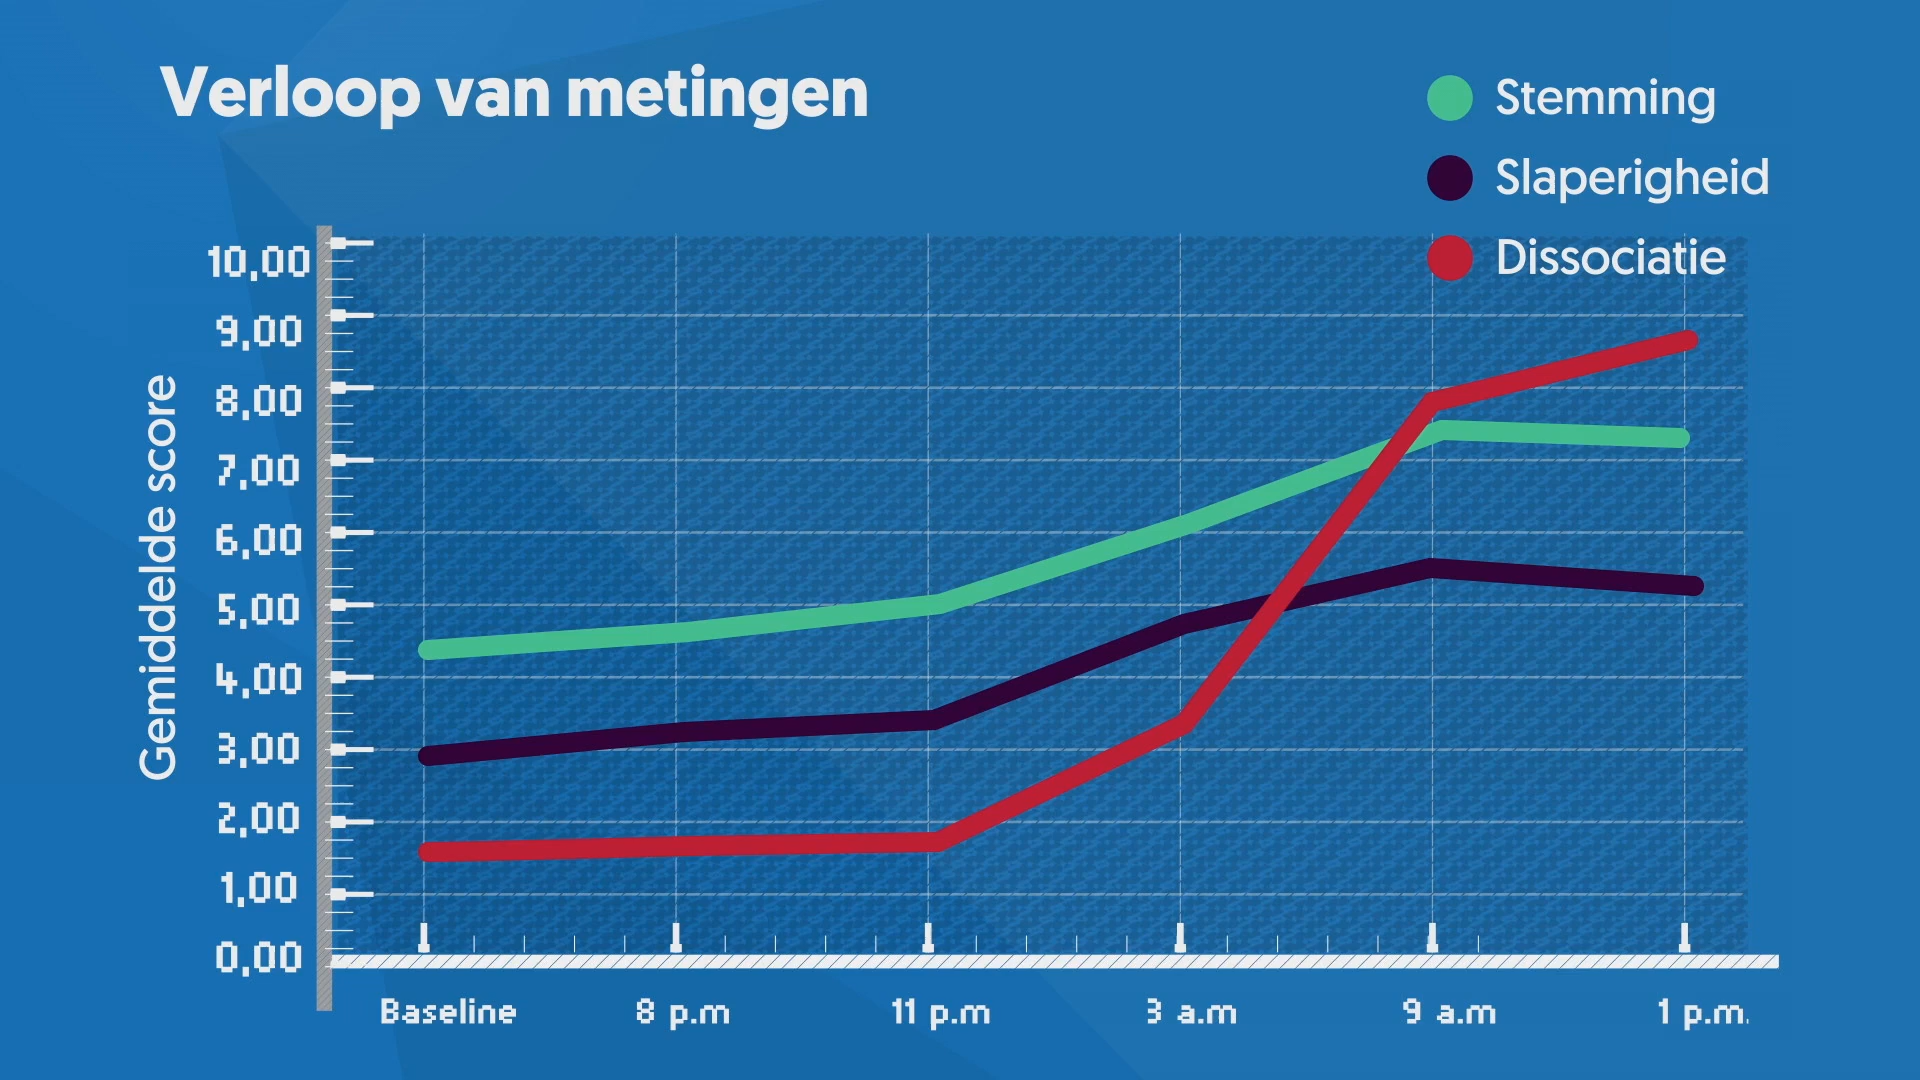 Verloop van metingen
Stemming
Slaperigheid
Dissociatie
Gemiddelde score
10,00
9,00
8,00
7,00
6,00
5,00
4,00
3,00
2,00
1,00
0,00
Baseline 8 p.m 11 p.m 3 a.m 9 a.m 1 p.m.